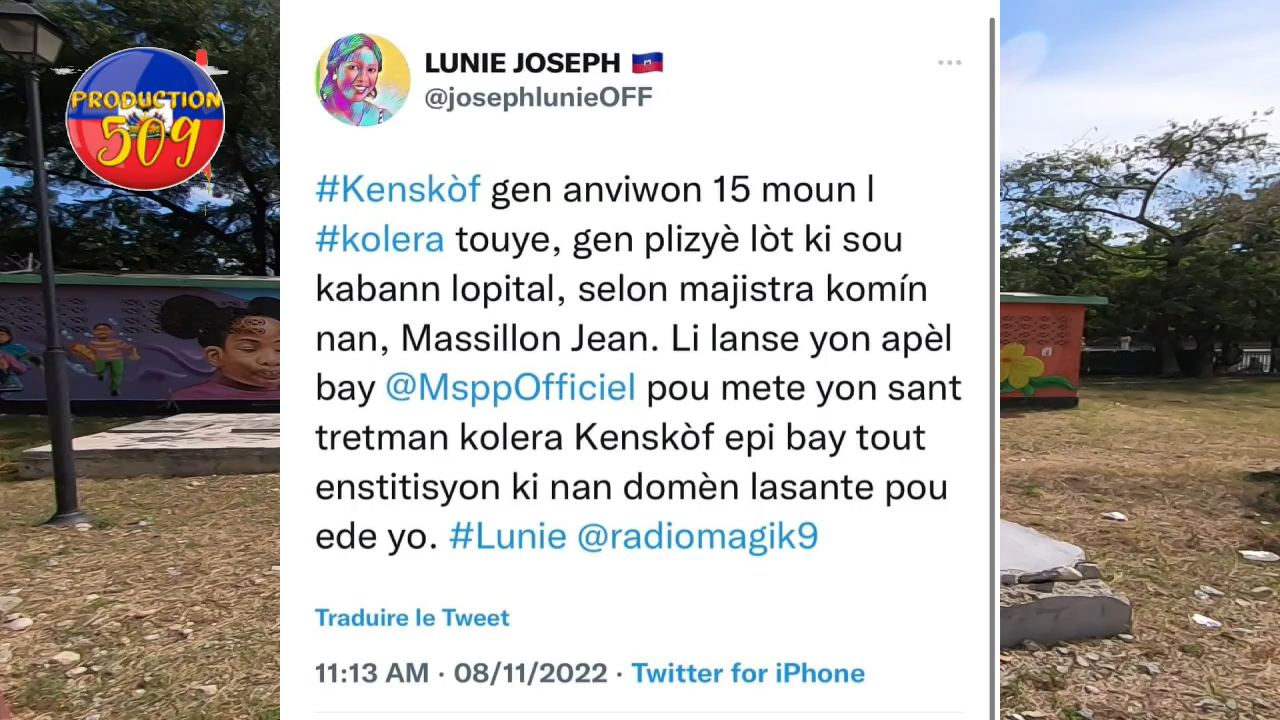 PRODUCTION
509
LUNIE JOSEPH
@josephlunieOFF
#Kenskòf gen anviwon 15 moun l
#kolera touye, gen plizyè lòt ki sou
kabann lopital, selon majistra komín
nan, Massillon Jean. Li lanse yon apèl
bay @MsppOfficiel pou mete yon sant
tretman kolera Kenskòf epi bay tout
enstitisyon ki nan domèn lasante pou
ede yo. #Lunie @radiomagik9
Traduire le Tweet
11:13 AM · 08/11/2022 · Twitter for iPhone